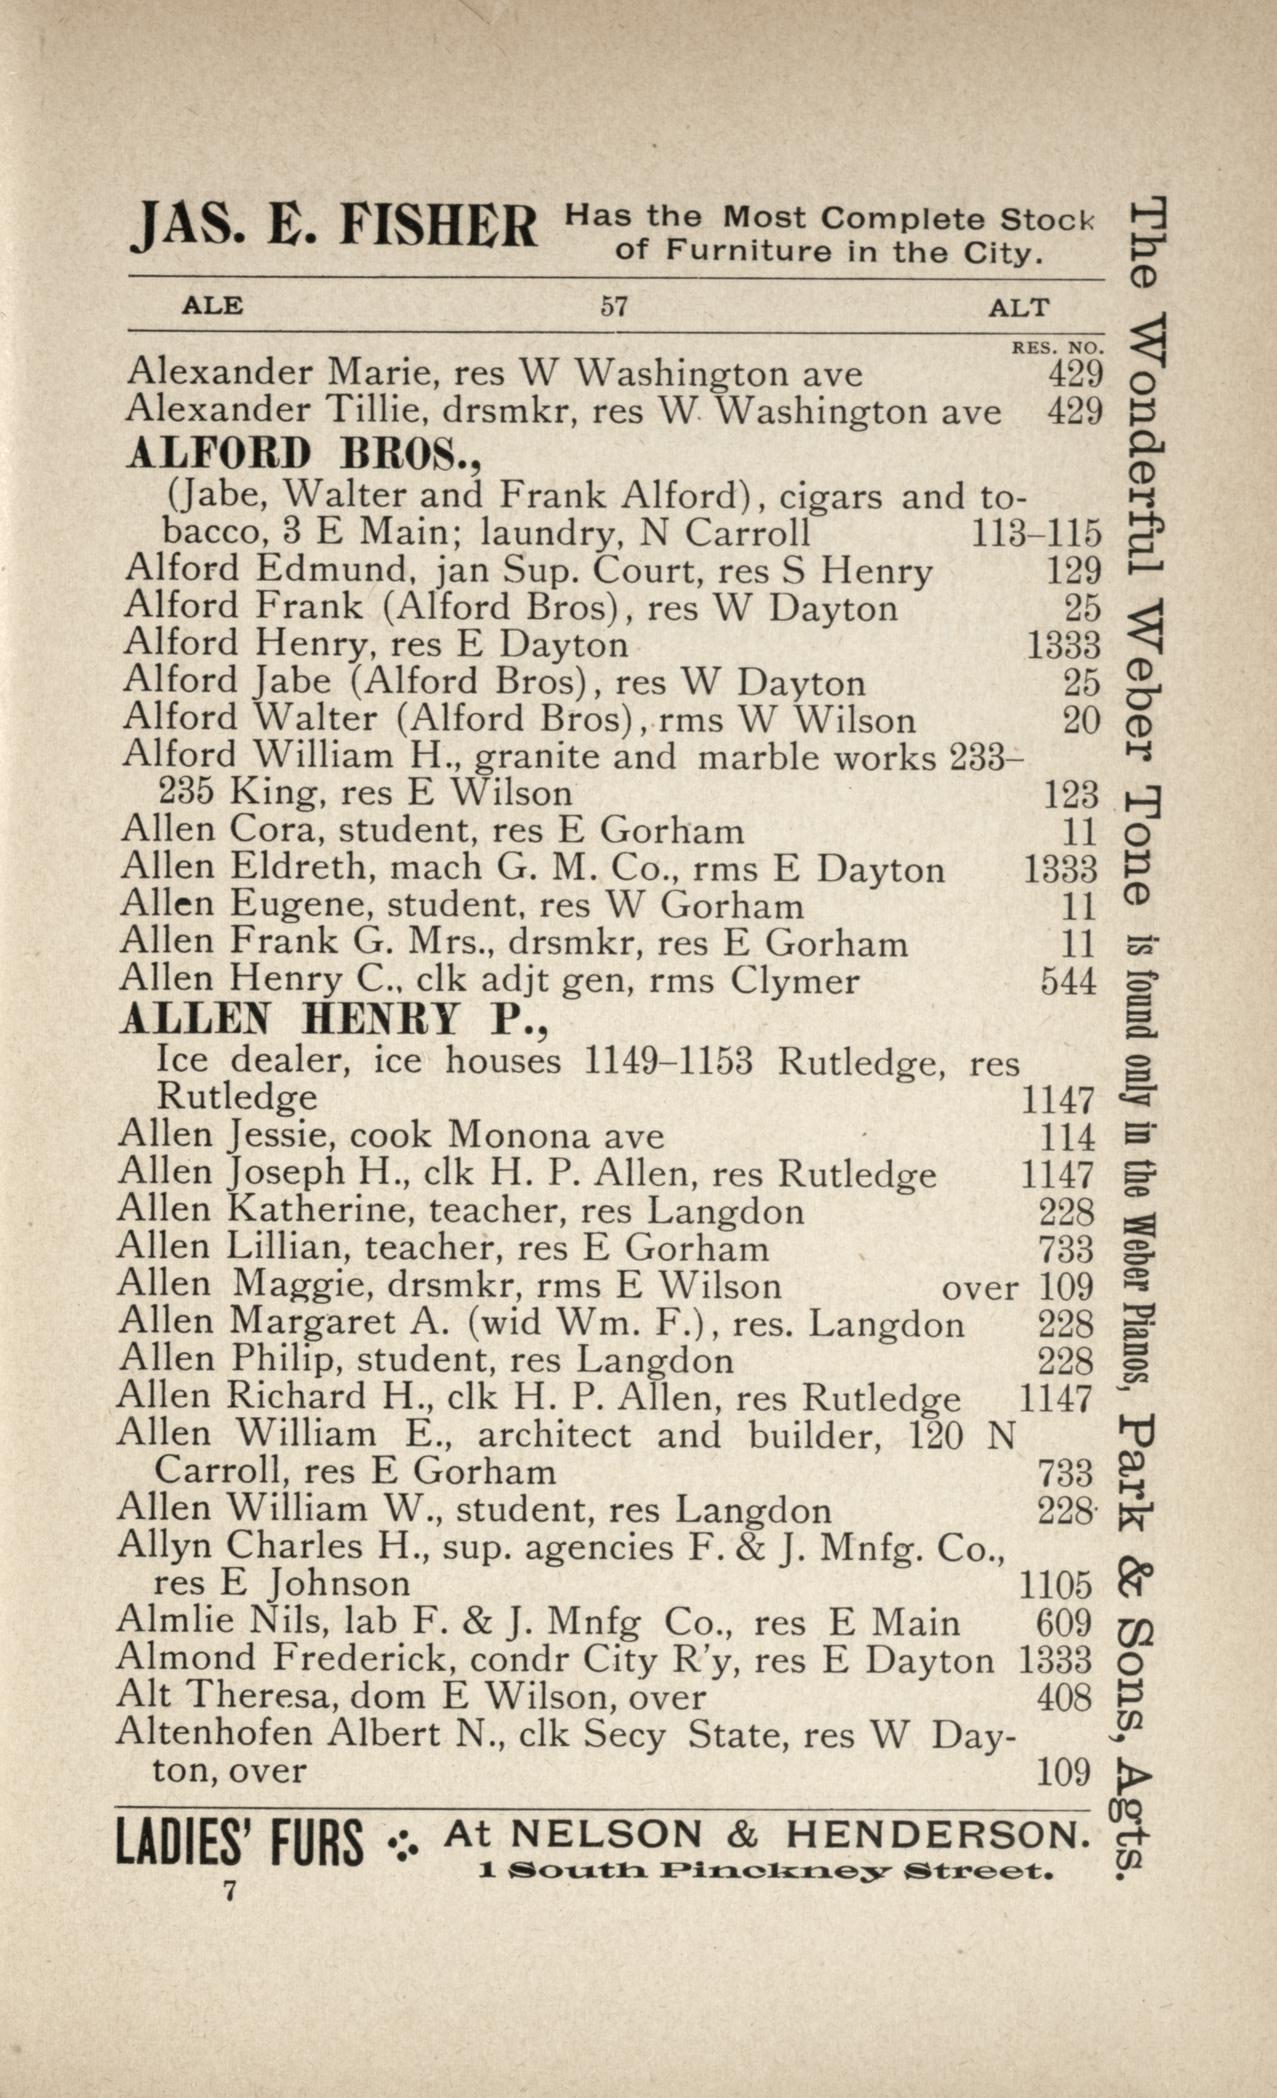 JAS. E. FISHER Has the Most Complete Stock
of Furniture in the City.
ALE 57 ALT
RES. NO.
Alexander Marie, res W Washington ave 429
Alexander Tillie, drsmkr, res W Washington ave 429
ALFORD BROS.,
(Jabe, Walter and Frank Alford), cigars and to-
bacco, 3 E Main; laundry, N Carroll 113–115
Alford Edmund, jan Sup. Court, res S Henry 129
Alford Frank (Alford Bros), res W Dayton 25
Alford Henry, res E Dayton 1333
Alford Jabe (Alford Bros), res W Dayton 25
Alford Walter (Alford Bros), rms W Wilson 20
Alford William H., granite and marble works 233–
235 King, res E Wilson 123
Allen Cora, student, res E Gorham 11
Allen Eldreth, mach G. M. Co., rms E Dayton 1333
Allen Eugene, student, res W Gorham 11
Allen Frank G. Mrs., drsmkr, res E Gorham 11
Allen Henry C., clk adjt gen, rms Clymer 544
ALLEN HENRY P.,
Ice dealer, ice houses 1149–1153 Rutledge, res
Rutledge 1147
Allen Jessie, cook Monona ave 114
Allen Joseph H., clk H. P. Allen, res Rutledge 1147
Allen Katherine, teacher, res Langdon 228
Allen Lillian, teacher, res E Gorham 733
Allen Maggie, drsmkr, rms E Wilson over 109
Allen Margaret A. (wid Wm. F.), res. Langdon 228
Allen Philip, student, res Langdon 228
Allen Richard H., clk H. P. Allen, res Rutledge 1147
Allen William E., architect and builder, 120 N
Carroll, res E Gorham 733
Allen William W., student, res Langdon 228
Allyn Charles H., sup. agencies F. & J. Mnfg. Co.,
res E Johnson 1105
Almlie Nils, lab F. & J. Mnfg Co., res E Main 609
Almond Frederick, condr City R'y, res E Dayton 1333
Alt Theresa, dom E Wilson, over 408
Altenhofen Albert N., clk Secy State, res W Day-
ton, over 109
LADIES' FURS At NELSON & HENDERSON.
1 South Pinckney Street.
7
The Wonderful Weber Tone is found only in the Weber Pianos, Park & Sons, Agts.